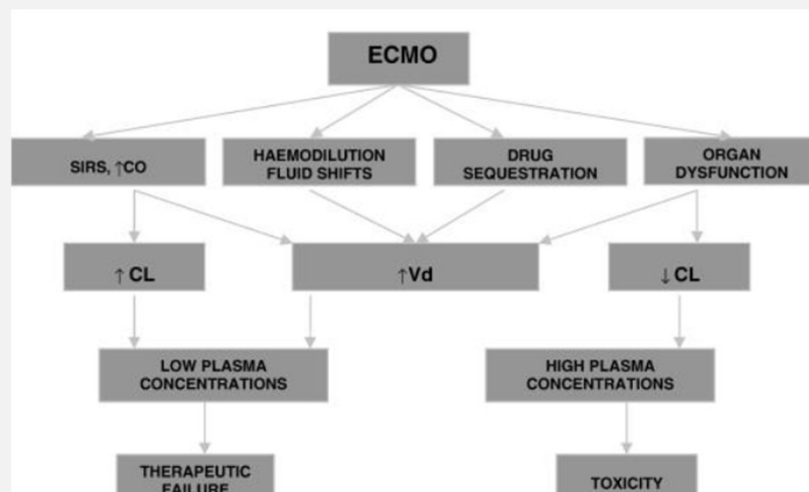 ECMO
SIRS, ↑CO
HAEMODILUTION
FLUID SHIFTS
DRUG
SEQUESTRATION
ORGAN
DYSFUNCTION
↑ CL
↑Vd
↓ CL
LOW PLASMA
CONCENTRATIONS
HIGH PLASMA
CONCENTRATIONS
THERAPEUTIC
FAILURE
TOXICITY